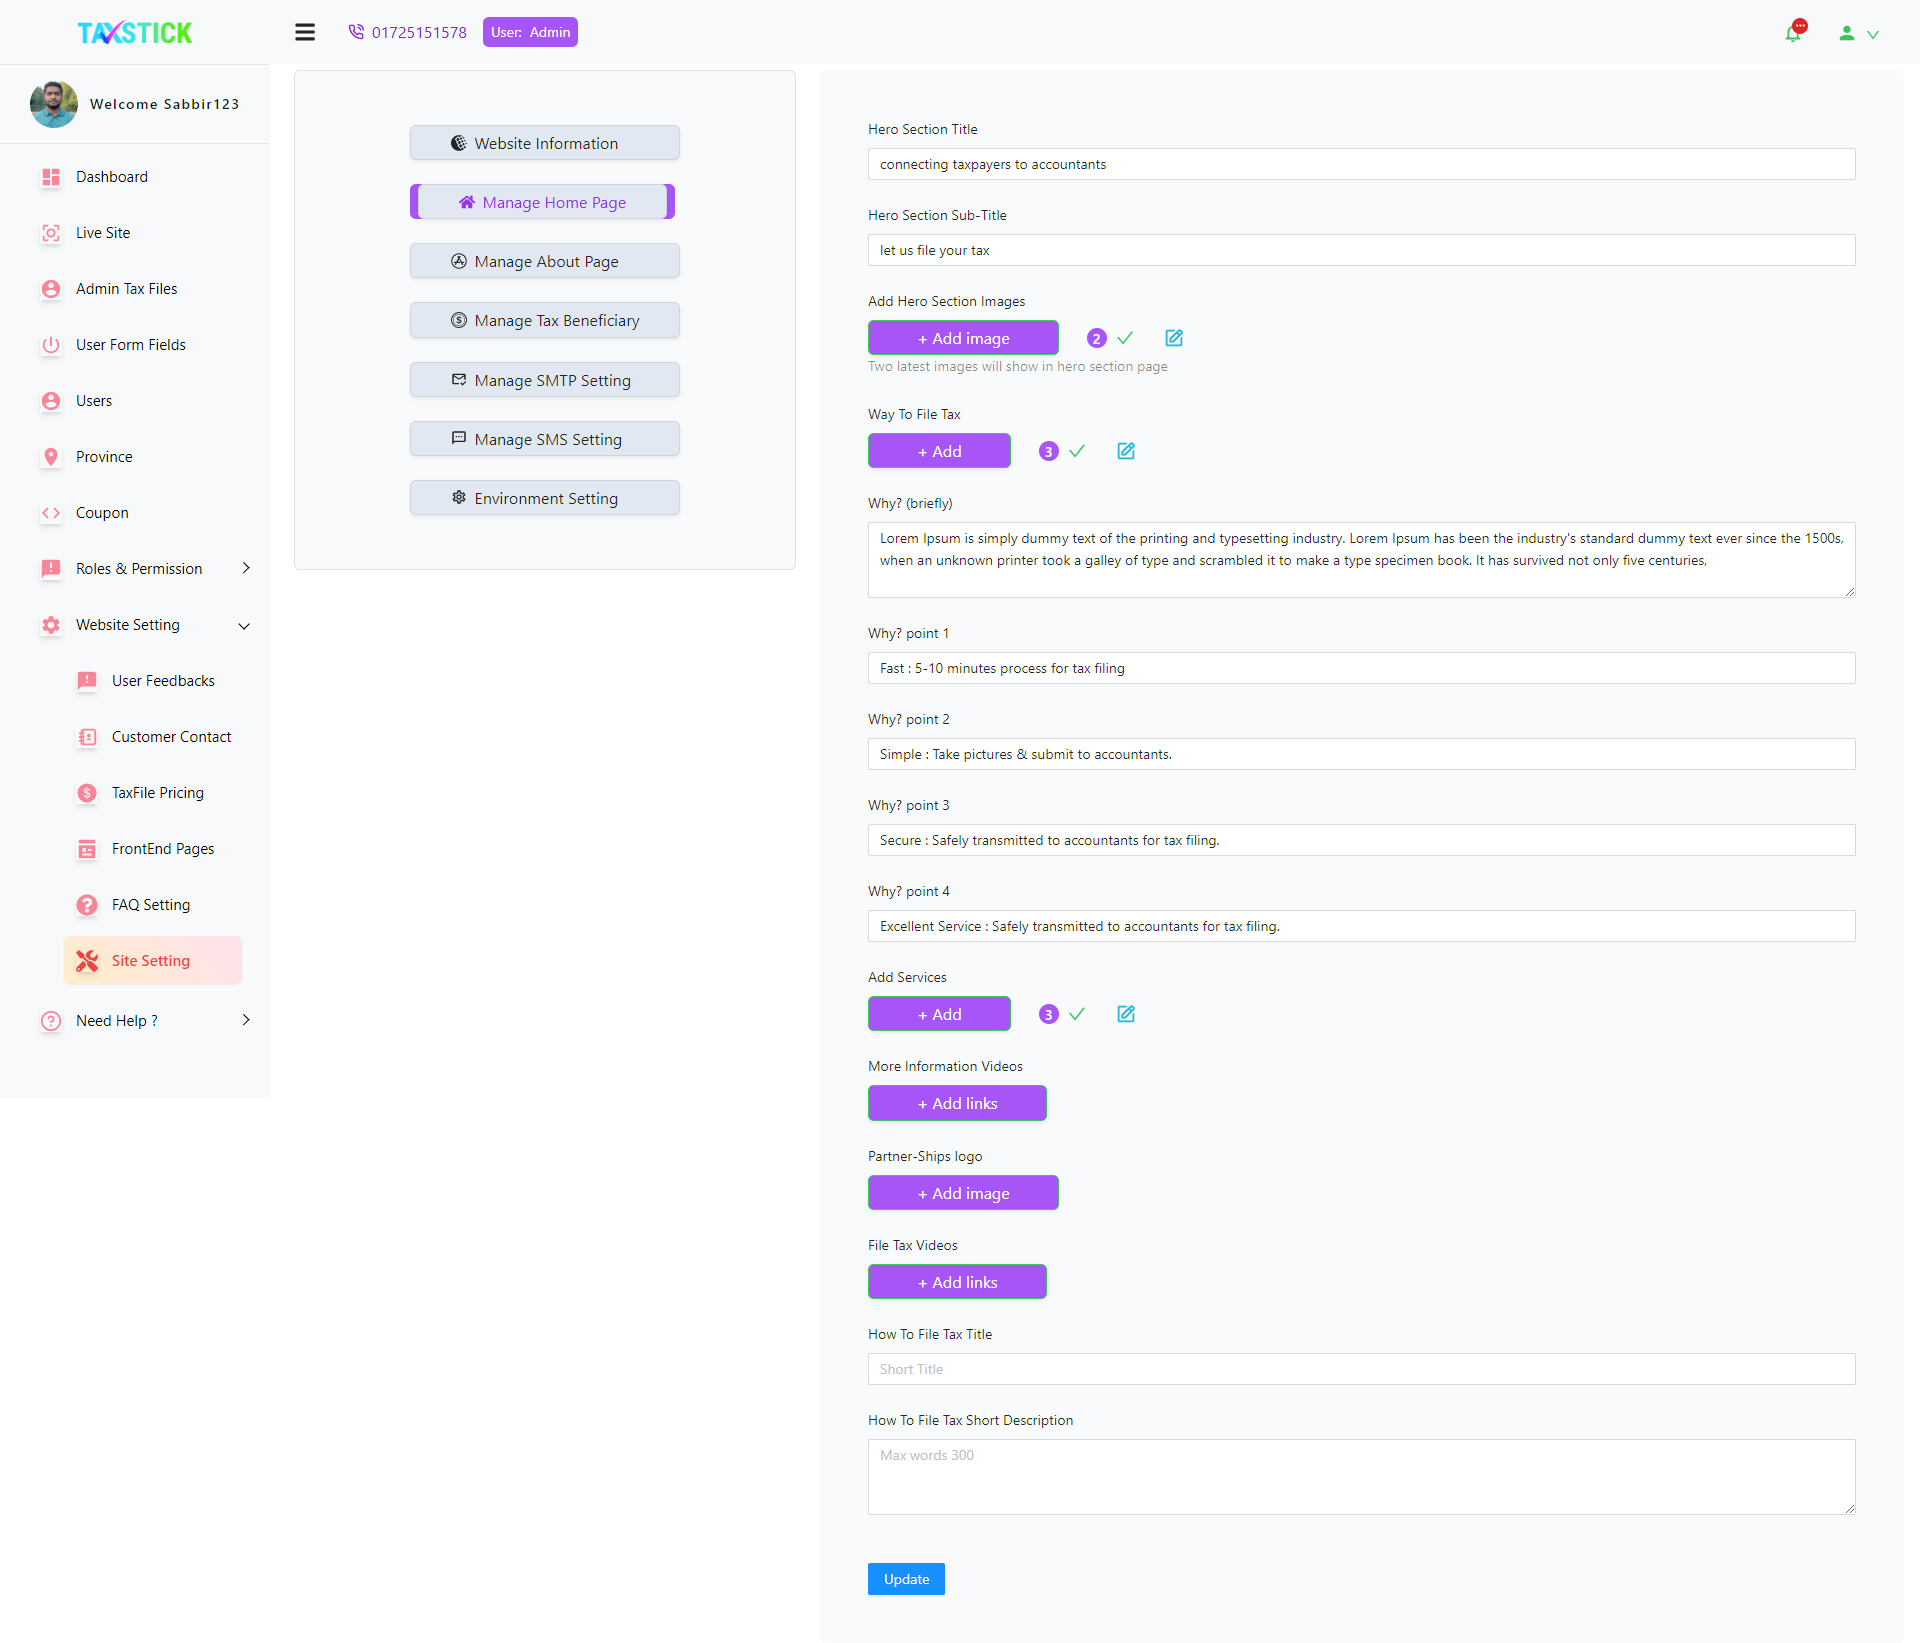 TAXSTICK
01725151578
User: Admin
Welcome Sabbir123
Dashboard
Live Site
Admin Tax Files
User Form Fields
Users
Province
Coupon
Roles & Permission
Website Setting
User Feedbacks
Customer Contact
TaxFile Pricing
FrontEnd Pages
FAQ Setting
Site Setting
Need Help ?
Website Information
Manage Home Page
Manage About Page
Manage Tax Beneficiary
Manage SMTP Setting
Manage SMS Setting
Environment Setting
Hero Section Title
connecting taxpayers to accountants
Hero Section Sub-Title
let us file your tax
Add Hero Section Images
+ Add image 2
Two latest images will show in hero section page
Way To File Tax
+ Add 3
Why? (briefly)
Lorem Ipsum is simply dummy text of the printing and typesetting industry. Lorem Ipsum has been the industry's standard dummy text ever since the 1500s,
when an unknown printer took a galley of type and scrambled it to make a type specimen book. It has survived not only five centuries,
Why? point 1
Fast : 5-10 minutes process for tax filing
Why? point 2
Simple : Take pictures & submit to accountants.
Why? point 3
Secure : Safely transmitted to accountants for tax filing.
Why? point 4
Excellent Service : Safely transmitted to accountants for tax filing.
Add Services
+ Add 3
More Information Videos
+ Add links
Partner-Ships logo
+ Add image
File Tax Videos
+ Add links
How To File Tax Title
Short Title
How To File Tax Short Description
Max words 300
Update